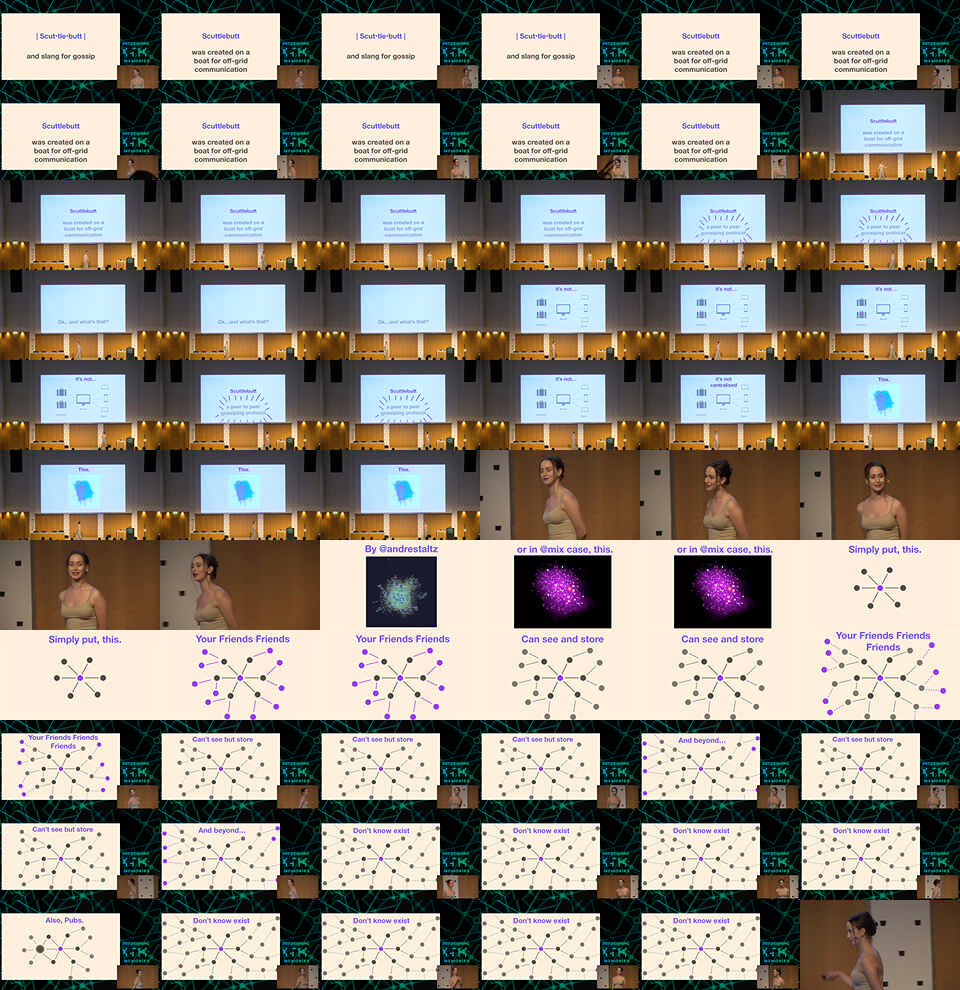 | Scut·tle·butt |
and slang for gossip
Scuttlebutt
was created on a
boat for off-grid
communication
| Scut·tle·butt |
and slang for gossip
| Scut·tle·butt |
and slang for gossip
Scuttlebutt
was created on a
boat for off-grid
communication
Scuttlebutt
was created on a
boat for off-grid
communication
Scuttlebutt
was created on a
boat for off-grid
communication
Scuttlebutt
was created on a
boat for off-grid
communication
Scuttlebutt
was created on a
boat for off-grid
communication
Scuttlebutt
was created on a
boat for off-grid
communication
Scuttlebutt
was created on a
boat for off-grid
communication
Scuttlebutt
was created on a
boat for off-grid
communication
Scuttlebutt
was created on a
boat for off-grid
communication
Scuttlebutt
was created on a
boat for off-grid
communication
Scuttlebutt
was created on a
boat for off-grid
communication
Scuttlebutt
was created on a
boat for off-grid
communication
Scuttlebutt
a peer to peer
gossiping protocol
Scuttlebutt
a peer to peer
gossiping protocol
Ok... and what's that?
Ok... and what's that?
Ok... and what's that?
it's not...
it's not...
it's not...
it's not...
Scuttlebutt
a peer to peer
gossiping protocol
Scuttlebutt
a peer to peer
gossiping protocol
it's not...
it's not
centralised
This.
This.
This.
This.
By @andrestaltz
or in @mix case, this.
or in @mix case, this.
Simply put, this.
Simply put, this.
Your Friends Friends
Your Friends Friends
Can see and store
Can see and store
Your Friends Friends
Friends
Your Friends Friends
Friends
Can't see but store
Can't see but store
Can't see but store
And beyond...
Can't see but store
Can't see but store
And beyond...
Don't know exist
Don't know exist
Don't know exist
Don't know exist
Also, Pubs.
Don't know exist
Don't know exist
Don't know exist
Don't know exist